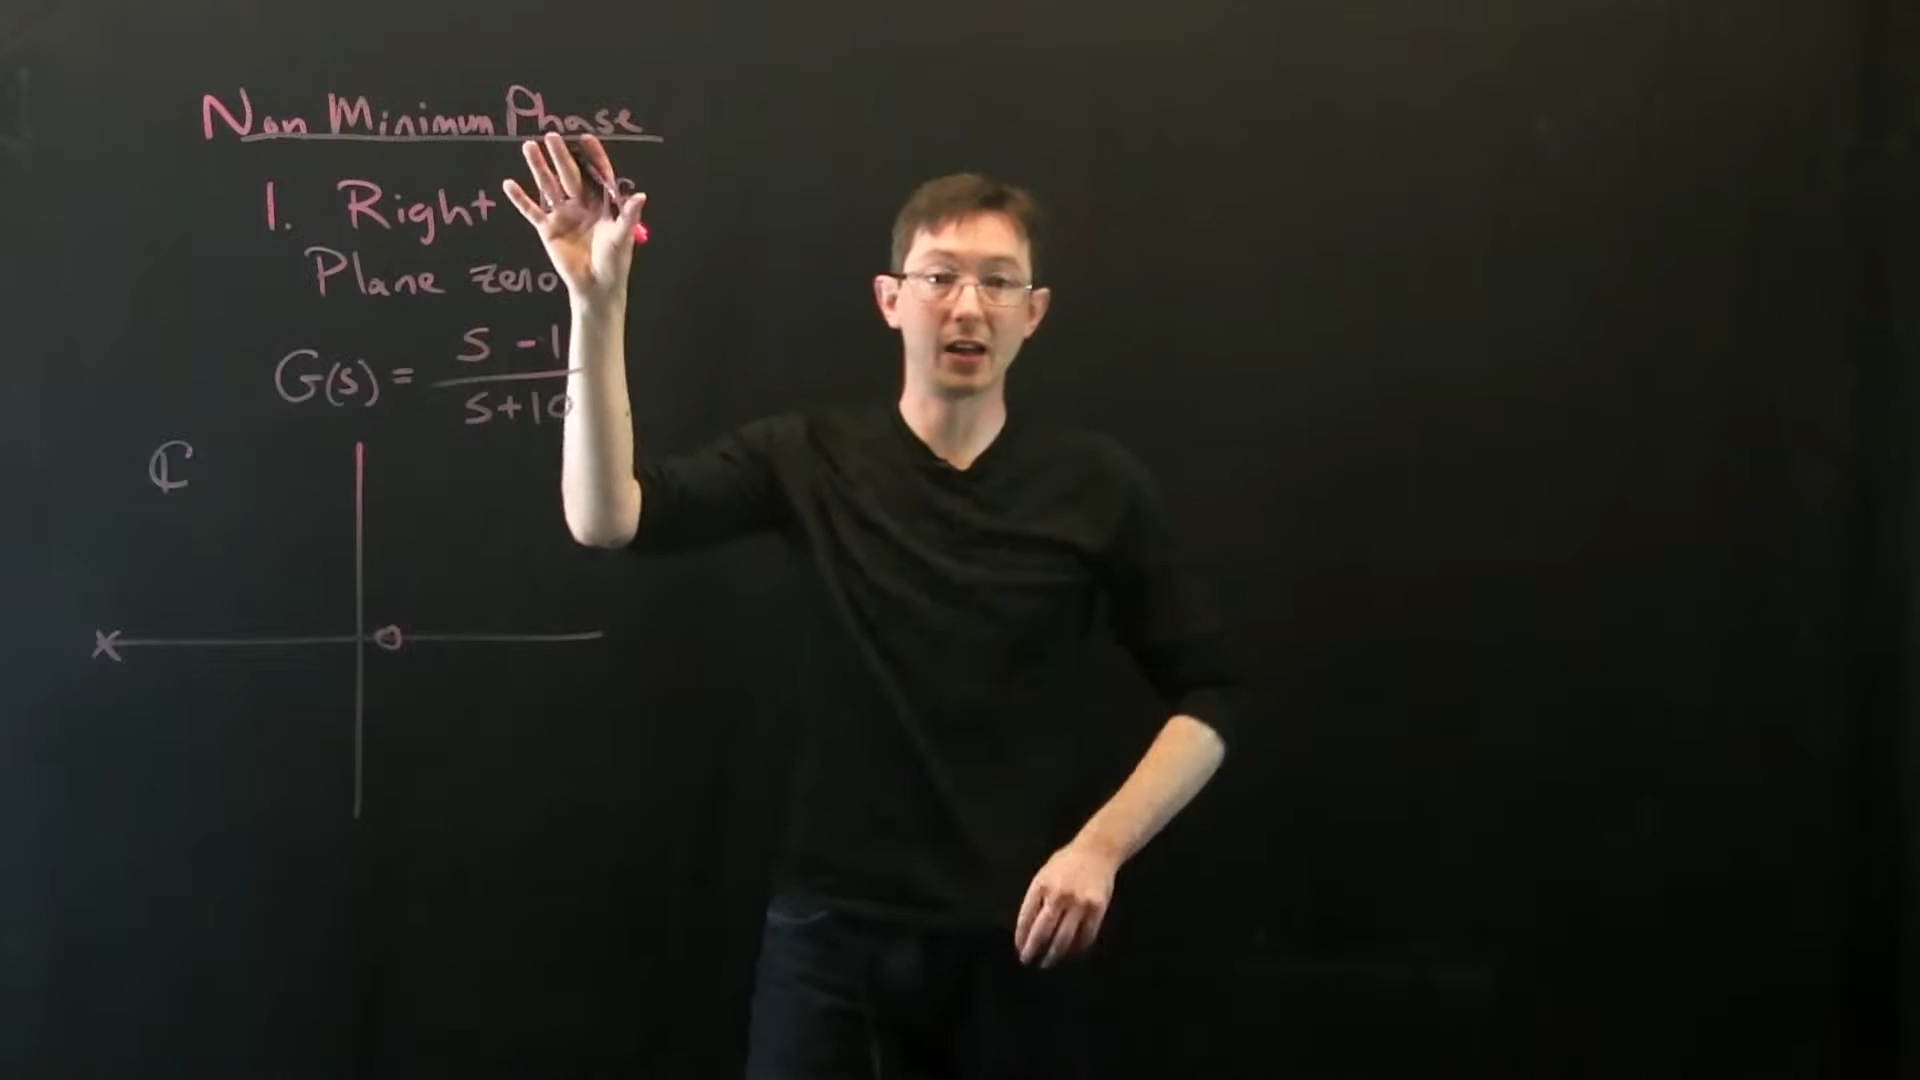 Non Minimum Phase
1. Right
Plane zero
G(s) = s - 1 / s + 10
ℂ
x o